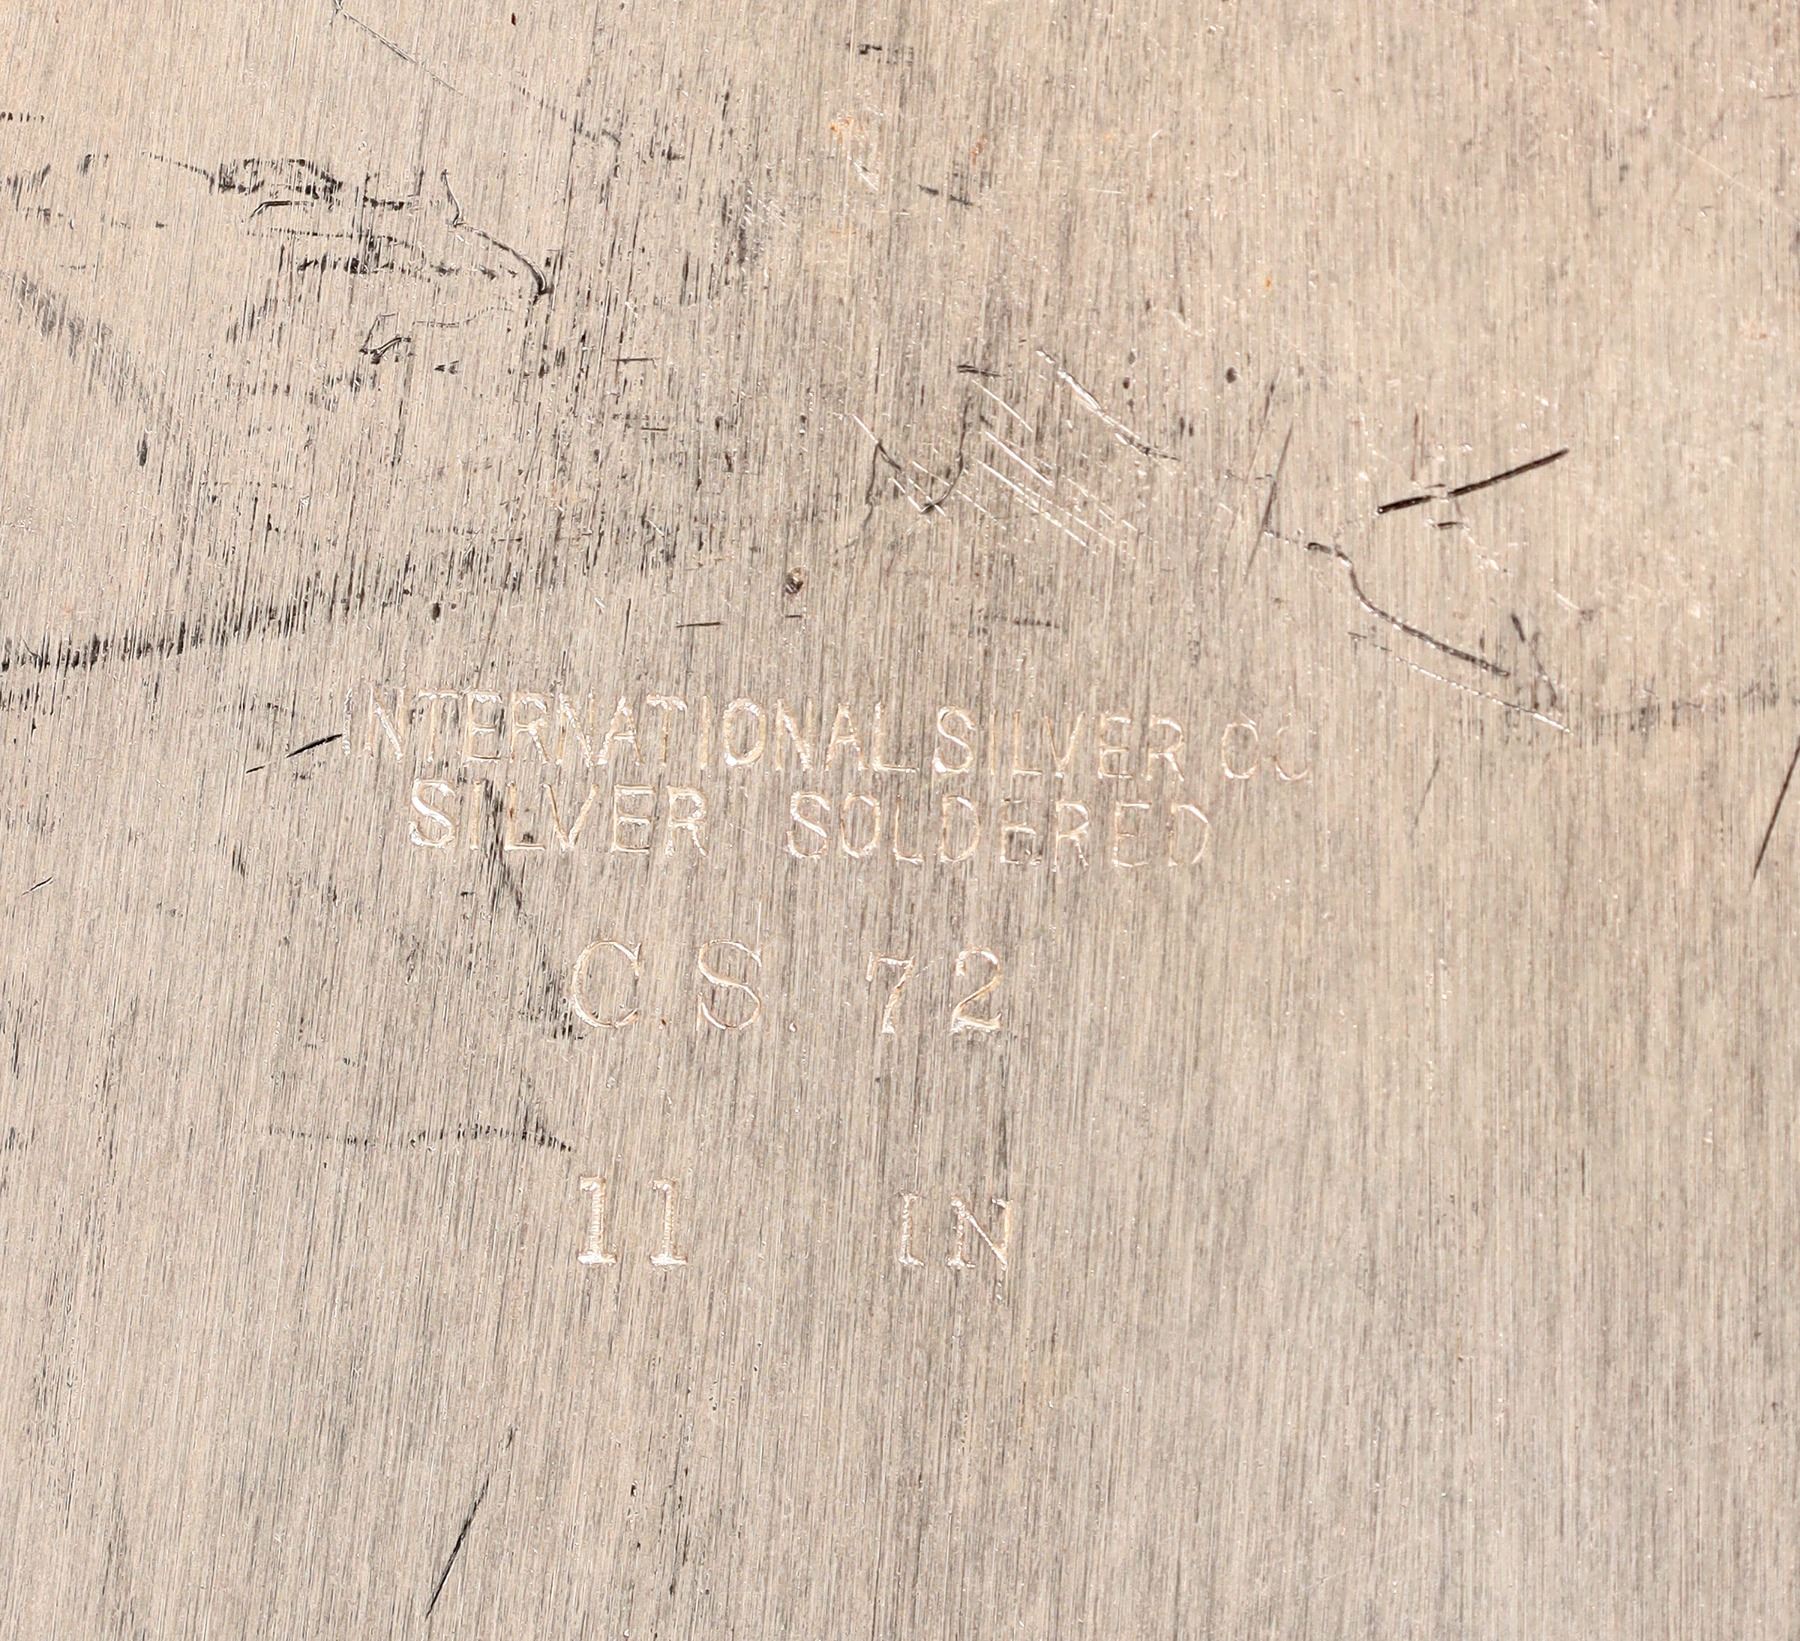 INTERNATIONAL SILVER CO
SILVER SOLDERED
C.S. 72
11 IN